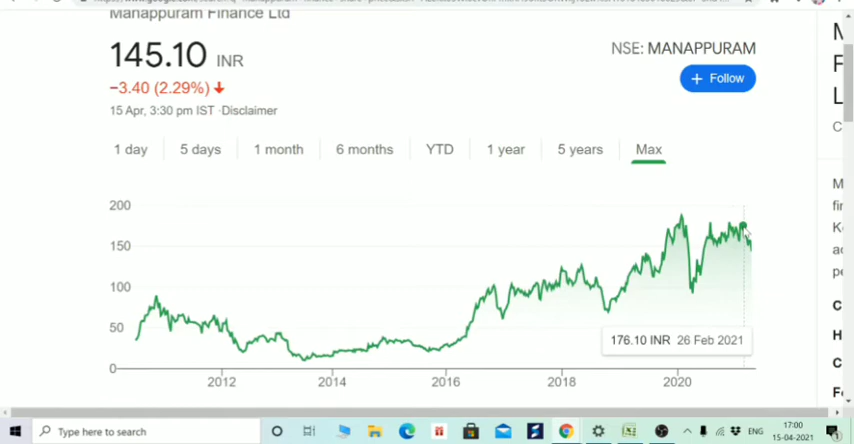 Manappuram Finance Ltd
145.10 INR
NSE: MANAPPURAM
−3.40 (2.29%)
+ Follow
15 Apr, 3:30 pm IST · Disclaimer
1 day 5 days 1 month 6 months YTD 1 year 5 years Max
200
150
100
50
0
176.10 INR 26 Feb 2021
2012 2014 2016 2018 2020
Type here to search
ENG
17:00
15-04-2021
1